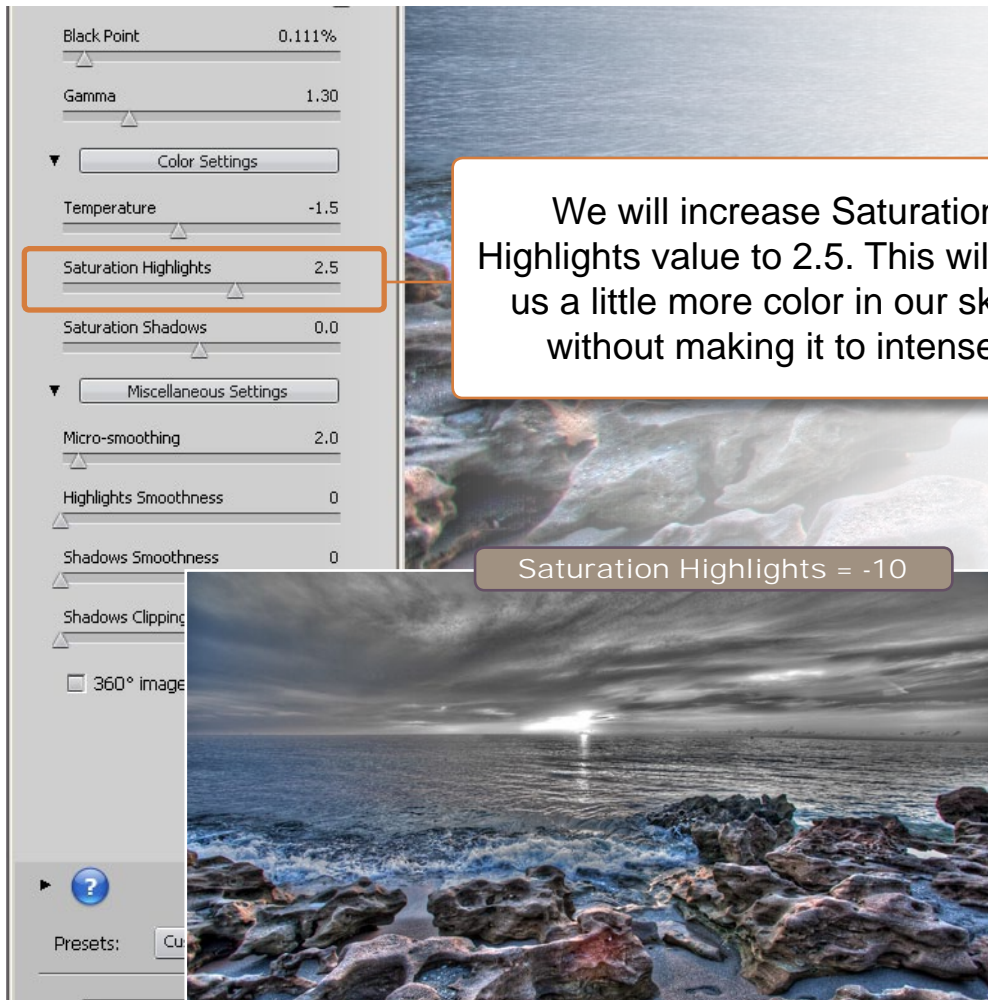 Black Point 0.111%
Gamma 1.30
Color Settings
Temperature -1.5
Saturation Highlights 2.5
Saturation Shadows 0.0
Miscellaneous Settings
Micro-smoothing 2.0
Highlights Smoothness 0
Shadows Smoothness 0
Shadows Clipping
360° image
?
Presets: Cu
We will increase Saturation
Highlights value to 2.5. This wil
us a little more color in our sk
without making it to intense
Saturation Highlights = -10